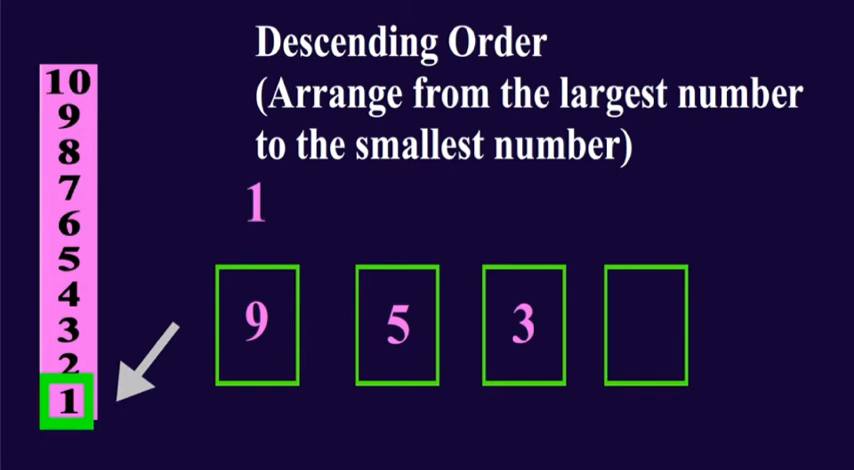 Descending Order
(Arrange from the largest number
to the smallest number)
1
9 5 3
10
9
8
7
6
5
4
3
2
1